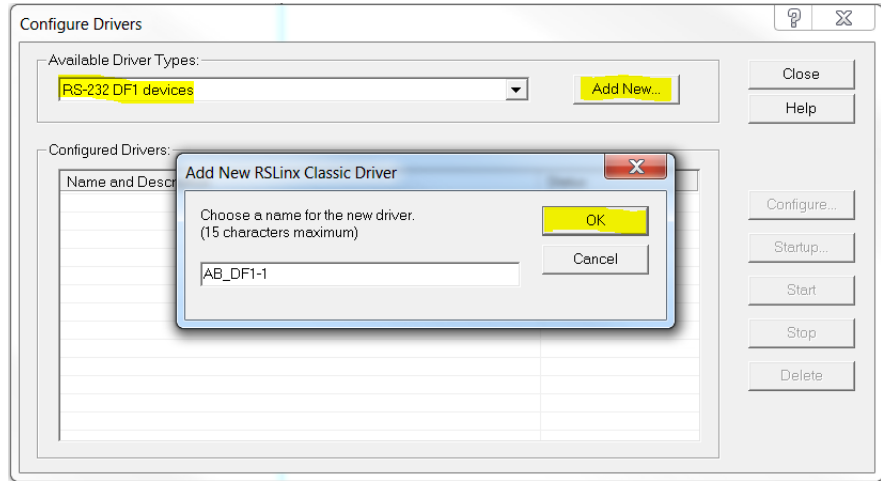 Configure Drivers
Available Driver Types:
RS-232 DF1 devices
Add New...
Close
Help
Configured Drivers:
Name and Descr
Status
Add New RSLinx Classic Driver
Choose a name for the new driver.
(15 characters maximum)
OK
Cancel
AB_DF1-1
Configure...
Startup...
Start
Stop
Delete